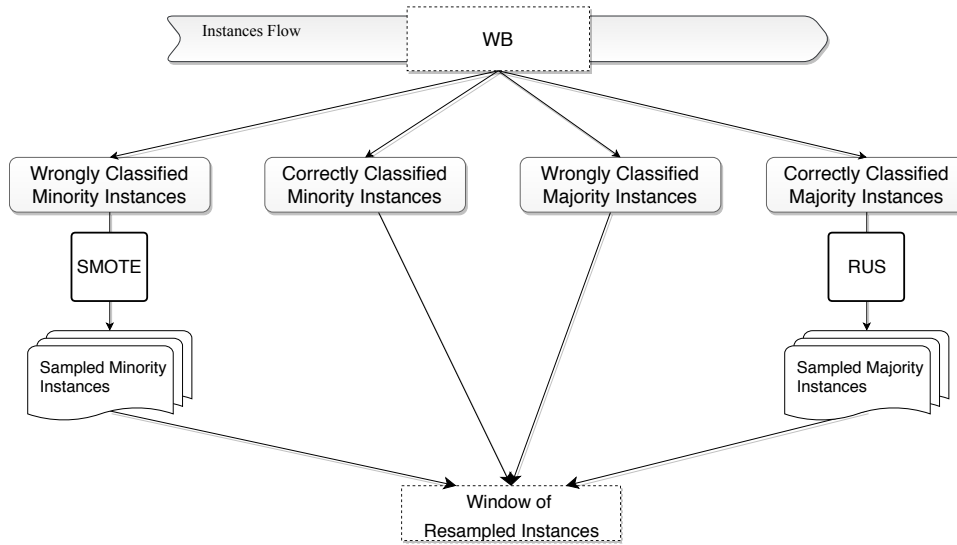 Instances Flow
WB
Wrongly Classified
Minority Instances
Correctly Classified
Minority Instances
Wrongly Classified
Majority Instances
Correctly Classified
Majority Instances
SMOTE
RUS
Sampled Minority
Instances
Sampled Majority
Instances
Window of
Resampled Instances